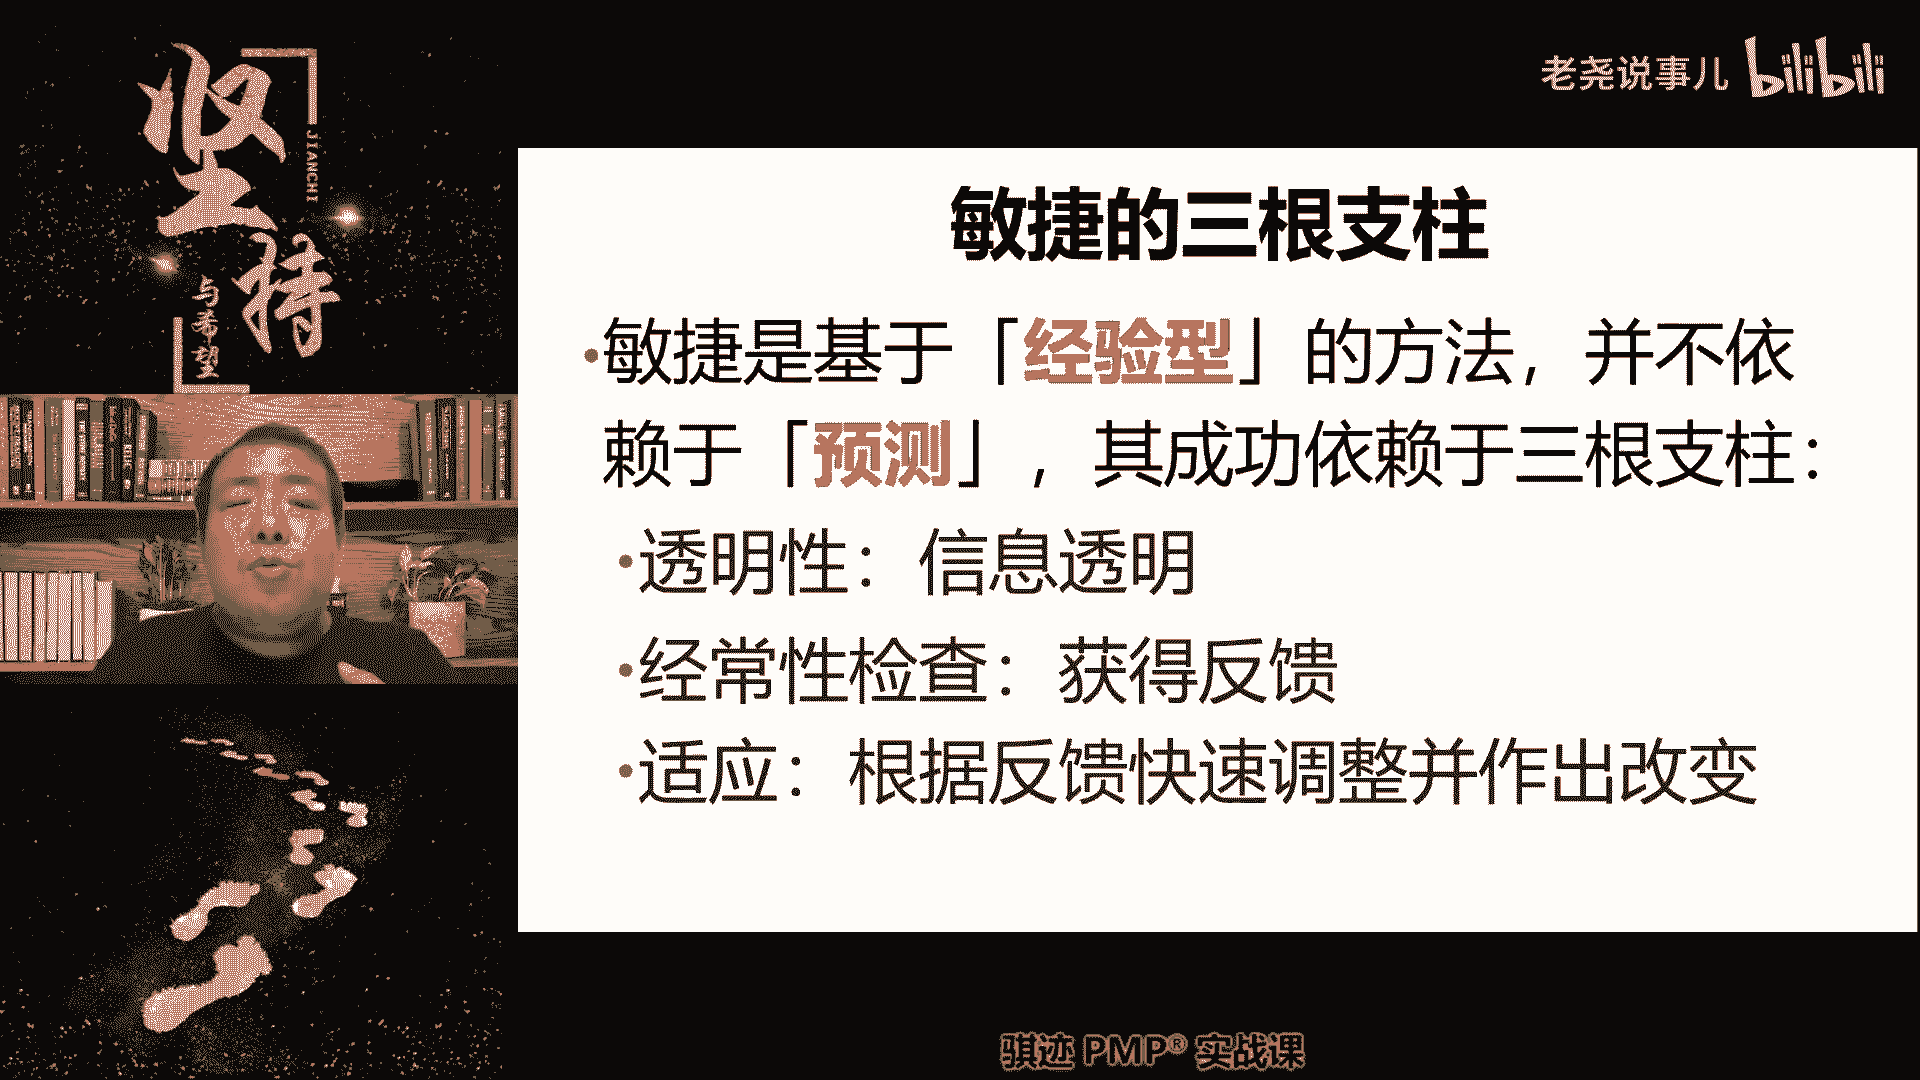 坚持
JIANCHI
与希望
老尧说事儿 bilibili
敏捷的三根支柱
•敏捷是基于「经验型」的方法，并不依
赖于「预测」，其成功依赖于三根支柱：
•透明性：信息透明
•经常性检查：获得反馈
•适应：根据反馈快速调整并作出改变
骐迹 PMP® 实战课